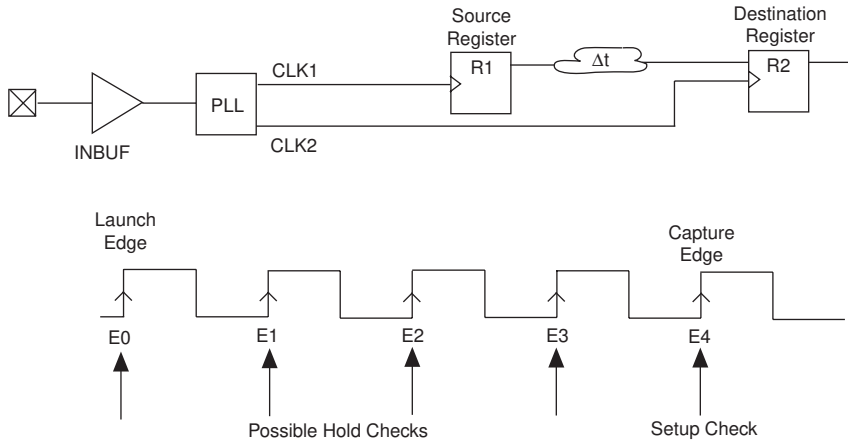 Source
Register
Destination
Register
R1
Δt
R2
CLK1
PLL
CLK2
INBUF
Launch
Edge
Capture
Edge
E0
E1
E2
E3
E4
Possible Hold Checks
Setup Check